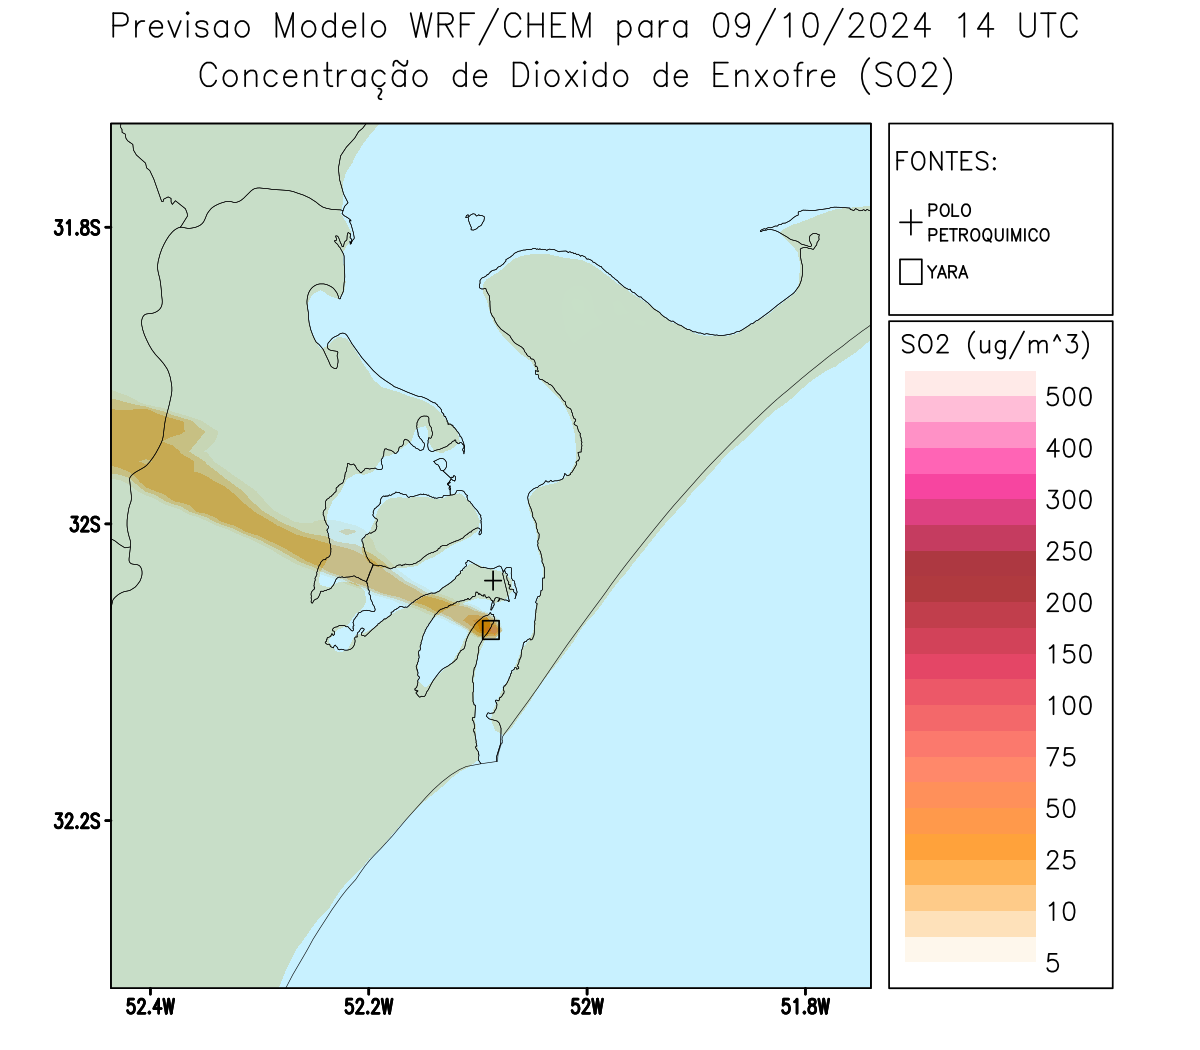 Previsao Modelo WRF/CHEM para 09/10/2024 14 UTC
Concentração de Dioxido de Enxofre (SO2)
31.8S
32S
32.2S
52.4W
52.2W
52W
51.8W
FONTES:
POLO
PETROQUIMICO
YARA
SO2 (ug/m^3)
500
400
300
250
200
150
100
75
50
25
10
5